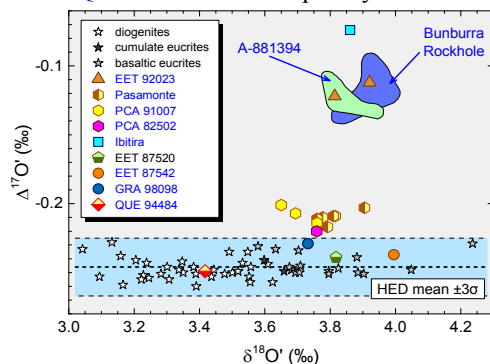 Bunburra
Rockhole
A-881394
diogenites
cumulate eucrites
basaltic eucrites
EET 92023
Pasamonte
PCA 91007
PCA 82502
Ibitira
EET 87520
EET 87542
GRA 98098
QUE 94484
-0.1
-0.2
Δ¹⁷O' (‰)
HED mean ±3σ
3.0 3.2 3.4 3.6 3.8 4.0 4.2
δ¹⁸O' (‰)